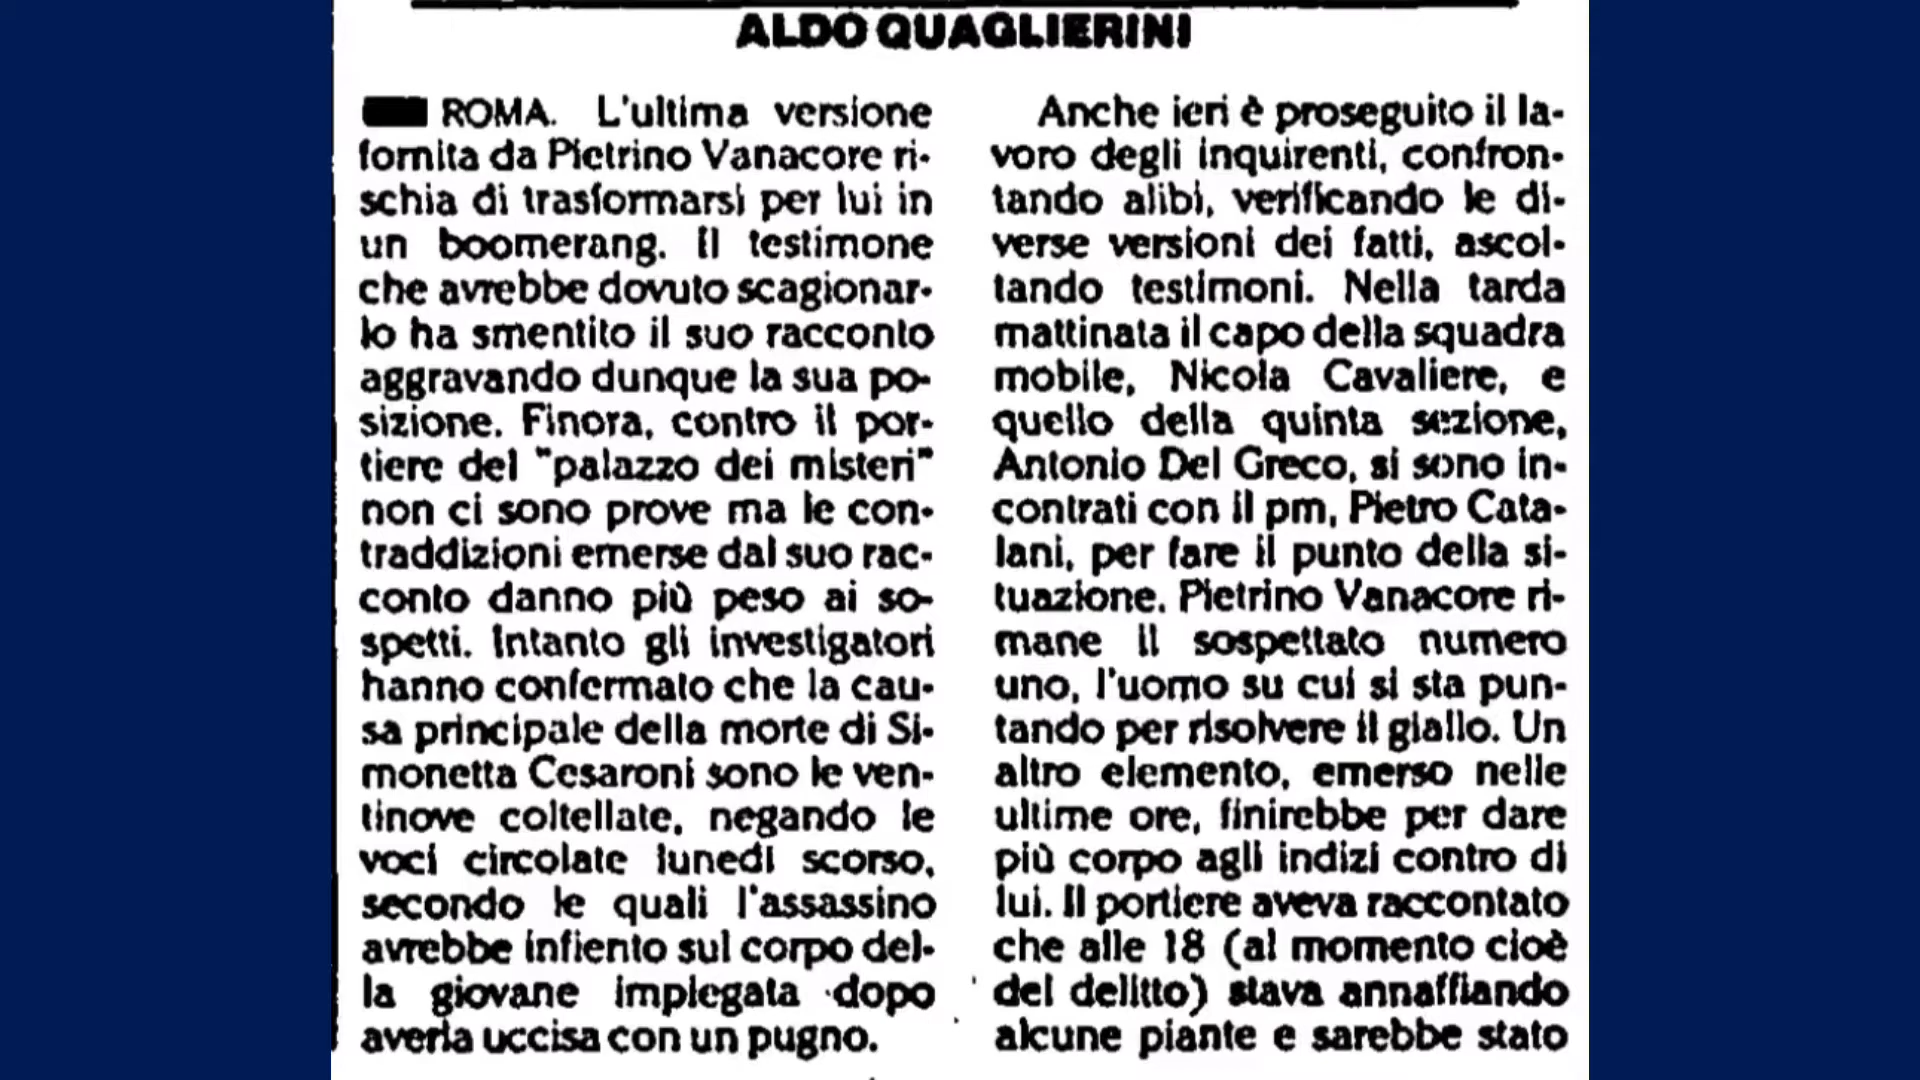 ALDO QUAGLIERINI
ROMA. L'ultima versione
fornita da Pietrino Vanacore ri-
schia di trasformarsi per lui in
un boomerang. Il testimone
che avrebbe dovuto scagionar-
lo ha smentito il suo racconto
aggravando dunque la sua po-
sizione. Finora, contro il por-
tiere del "palazzo dei misteri"
non ci sono prove ma le con-
traddizioni emerse dal suo rac-
conto danno più peso ai so-
spetti. Intanto gli investigatori
hanno confermato che la cau-
sa principale della morte di Si-
monetta Cesaroni sono le ven-
tinove coltellate, negando le
voci circolate lunedì scorso,
secondo le quali l'assassino
avrebbe infierito sul corpo del-
la giovane impiegata dopo
averla uccisa con un pugno.
Anche ieri è proseguito il la-
voro degli inquirenti, confron-
tando alibi, verificando le di-
verse versioni dei fatti, ascol-
tando testimoni. Nella tarda
mattinata il capo della squadra
mobile, Nicola Cavaliere, e
quello della quinta sezione,
Antonio Del Greco, si sono in-
contrati con il pm, Pietro Cata-
lani, per fare il punto della si-
tuazione. Pietrino Vanacore ri-
mane il sospettato numero
uno, l'uomo su cui si sta pun-
tando per risolvere il giallo. Un
altro elemento, emerso nelle
ultime ore, finirebbe per dare
più corpo agli indizi contro di
lui. Il portiere aveva raccontato
che alle 18 (al momento cioè
del delitto) stava annaffiando
alcune piante e sarebbe stato